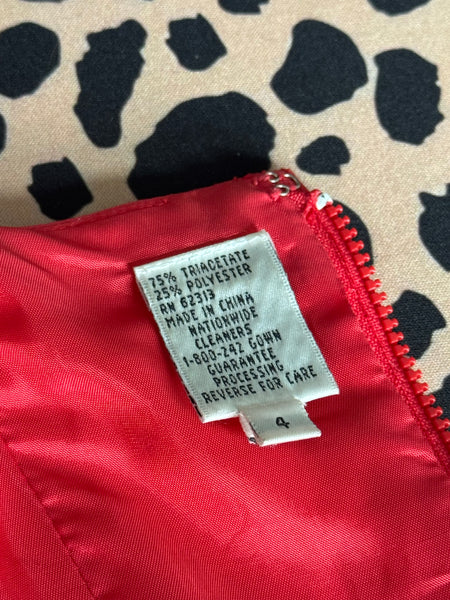 75% TRIACETATE
25% POLYESTER
RN 62313
MADE IN CHINA
NATIONWIDE
CLEANERS
1-800-242 GOWN
GUARANTEE
PROCESSING
REVERSE FOR CARE
4